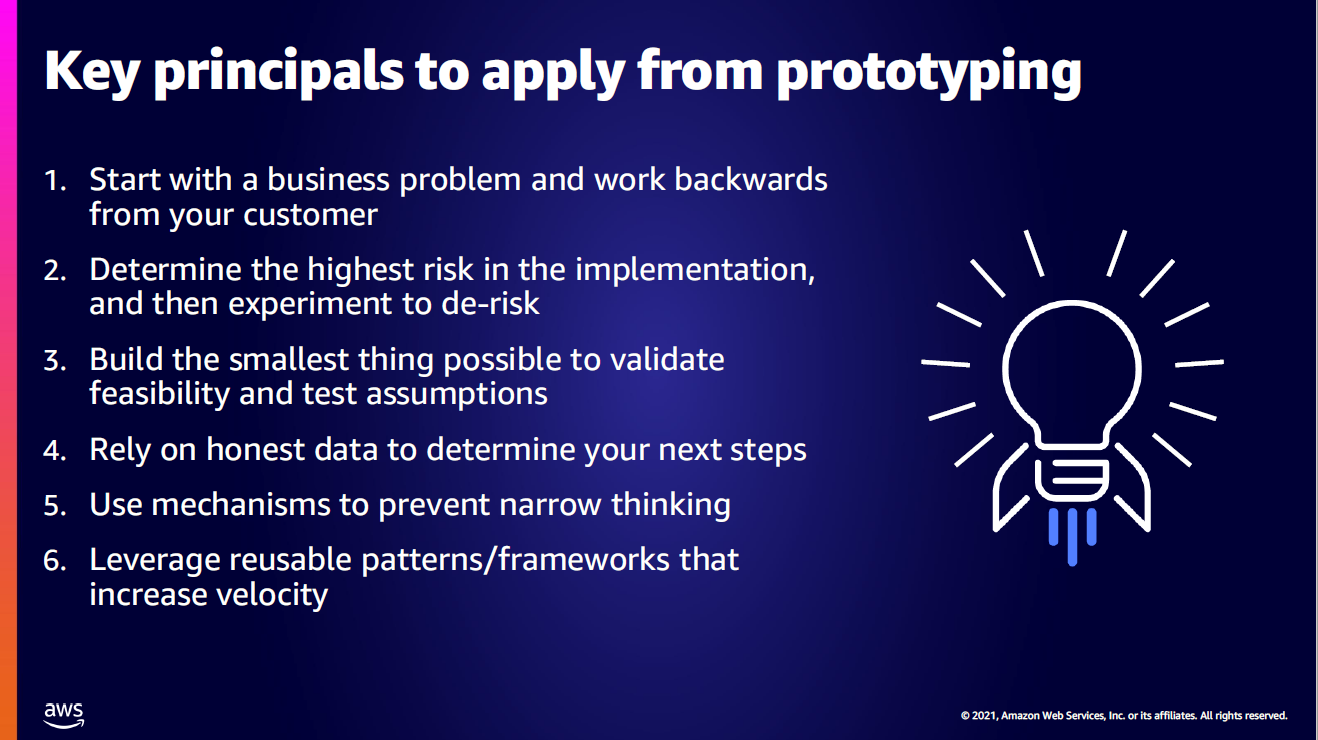 Key principals to apply from prototyping
1. Start with a business problem and work backwards
from your customer
2. Determine the highest risk in the implementation,
and then experiment to de-risk
3. Build the smallest thing possible to validate
feasibility and test assumptions
4. Rely on honest data to determine your next steps
5. Use mechanisms to prevent narrow thinking
6. Leverage reusable patterns/frameworks that
increase velocity
aws
© 2021, Amazon Web Services, Inc. or its affiliates. All rights reserved.